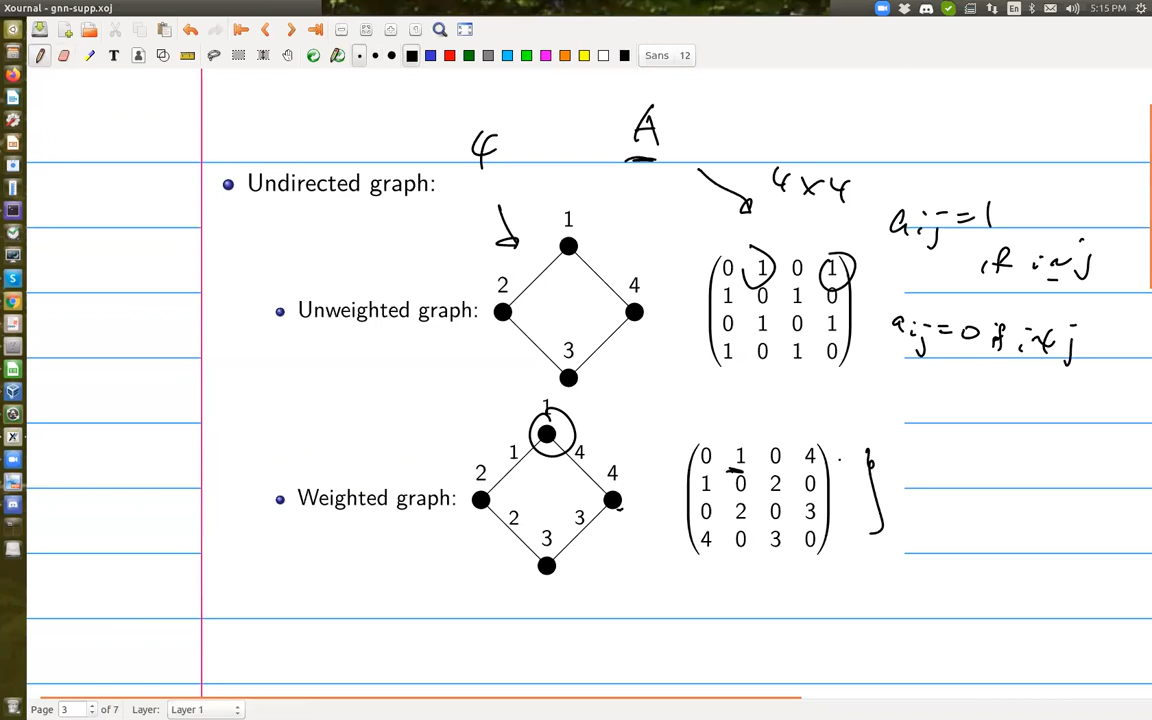 Xournal - gnn-supp.xoj
En
5:15 PM
Sans 12
4
A
Undirected graph:
4 x 4
1
a_ij = 1
if i ~ j
2
4
0 1 0 1
1 0 1 0
0 1 0 1
1 0 1 0
Unweighted graph:
a_ij = 0 if i ≁ j
3
1
1
4
2
4
0 1 0 4
1 0 2 0
0 2 0 3
4 0 3 0
Weighted graph:
2
3
3
Page 3 of 7 Layer: Layer 1